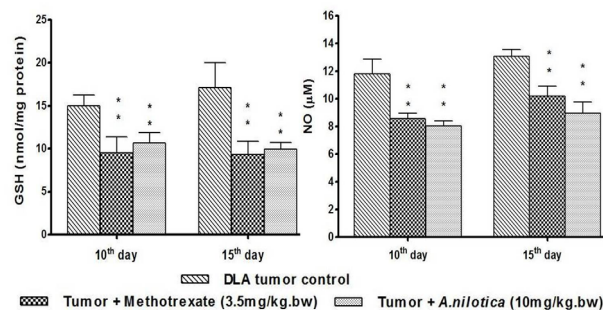 GSH (nmol/mg protein)
25
20
15
10
5
0
* *
* *
* *
* *
10th day
15th day
NO (µM)
16
14
12
10
8
6
4
2
0
* *
* *
* *
* *
10th day
15th day
DLA tumor control
Tumor + Methotrexate (3.5mg/kg.bw)
Tumor + A.nilotica (10mg/kg.bw)